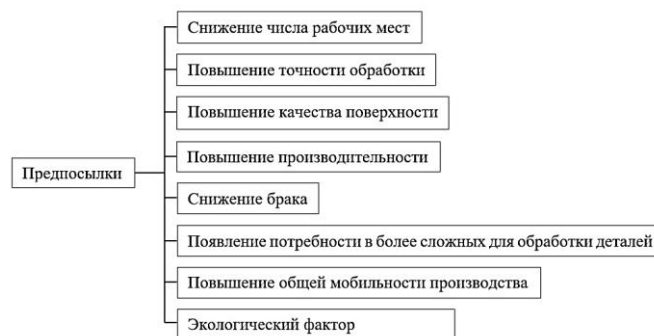 Снижение числа рабочих мест
Повышение точности обработки
Повышение качества поверхности
Повышение производительности
Предпосылки
Снижение брака
Появление потребности в более сложных для обработки деталей
Повышение общей мобильности производства
Экологический фактор